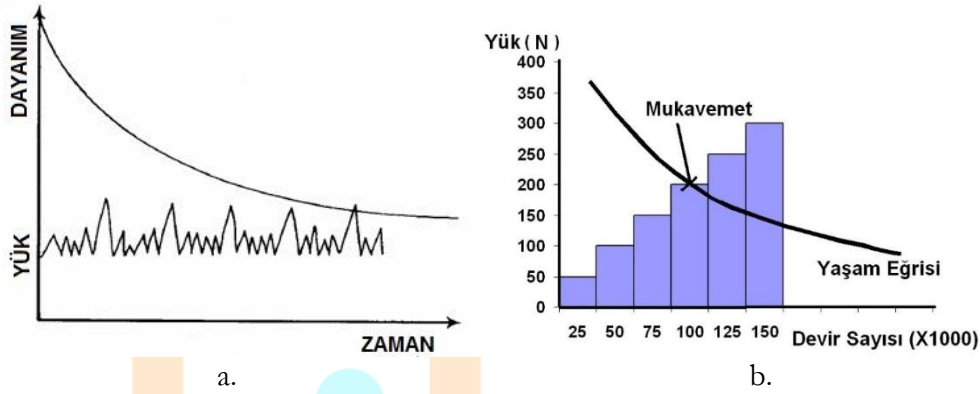 DAYANIM
YÜK
ZAMAN
a.
Yük ( N )
400
350
300
250
200
150
100
50
0
Mukavemet
Yaşam Eğrisi
25 50 75 100 125 150 Devir Sayısı (X1000)
b.